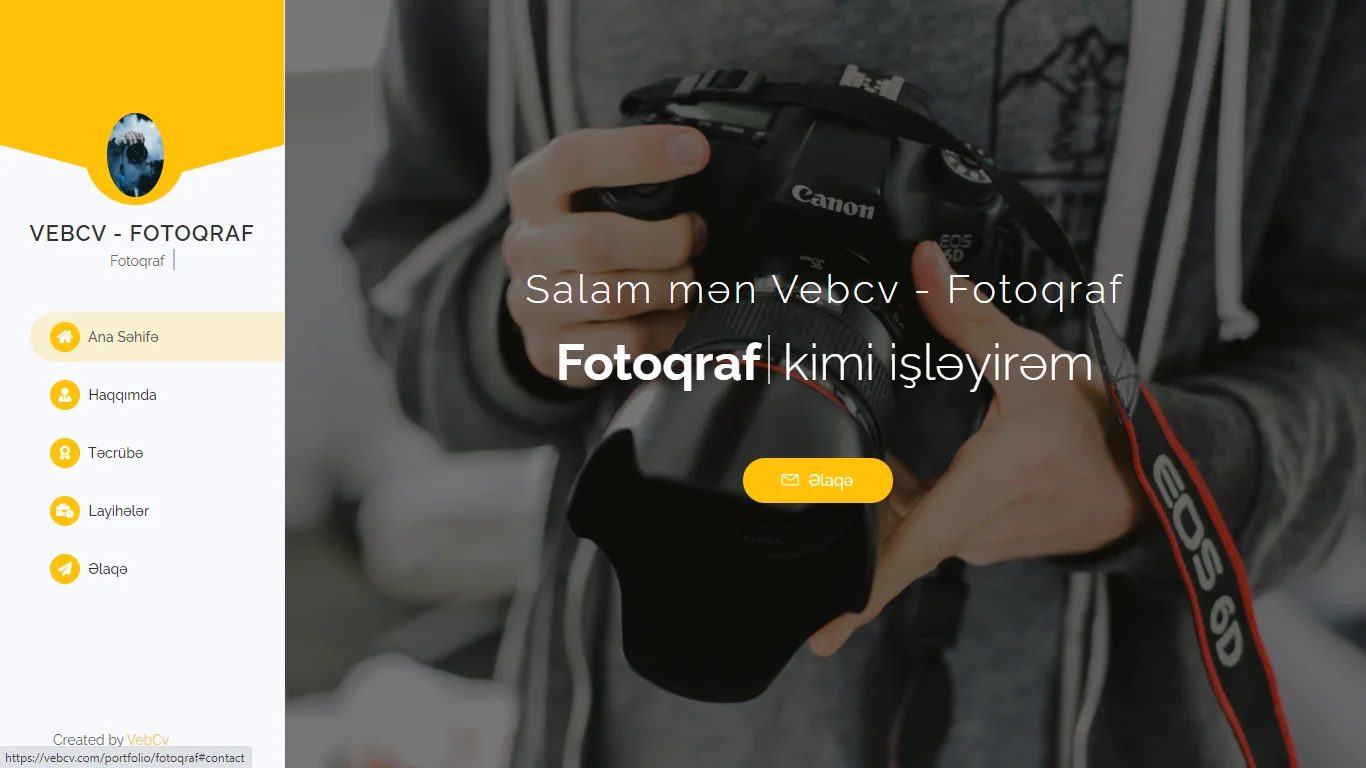 VEBCV - FOTOQRAF
Fotoqraf
Ana Səhifə
Haqqımda
Təcrübə
Layihələr
Əlaqə
Created by VebCv
https://vebcv.com/portfolio/fotoqraf#contact
Canon
EOS
6D
35mm
Salam mən Vebcv - Fotoqraf
Fotoqraf kimi işləyirəm
Əlaqə
EOS 6D